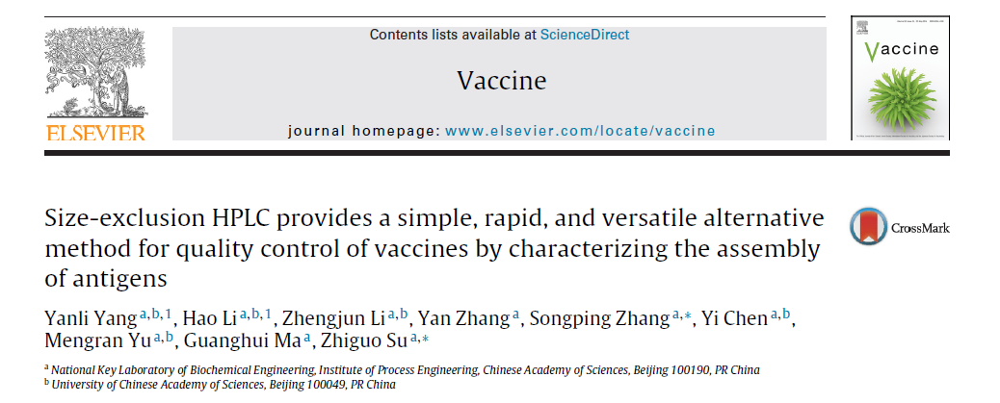 Contents lists available at ScienceDirect
Vaccine
journal homepage: www.elsevier.com/locate/vaccine
ELSEVIER
Vaccine
Size-exclusion HPLC provides a simple, rapid, and versatile alternative
method for quality control of vaccines by characterizing the assembly
of antigens
CrossMark
Yanli Yang a,b,1, Hao Li a,b,1, Zhengjun Li a,b, Yan Zhang a, Songping Zhang a,*, Yi Chen a,b,
Mengran Yu a,b, Guanghui Ma a, Zhiguo Su a,*
a National Key Laboratory of Biochemical Engineering, Institute of Process Engineering, Chinese Academy of Sciences, Beijing 100190, PR China
b University of Chinese Academy of Sciences, Beijing 100049, PR China